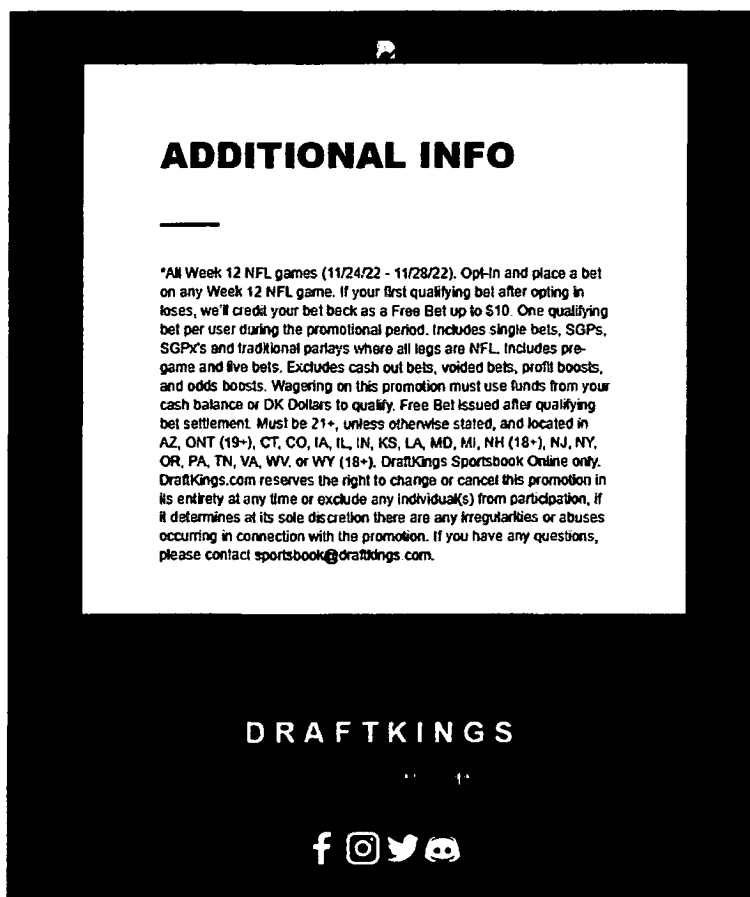 ADDITIONAL INFO
*All Week 12 NFL games (11/24/22 - 11/28/22). Opt-In and place a bet
on any Week 12 NFL game. If your first qualifying bet after opting in
loses, we'll credit your bet back as a Free Bet up to $10. One qualifying
bet per user during the promotional period. Includes single bets, SGPs,
SGPx's and traditional parlays where all legs are NFL. Includes pre-
game and live bets. Excludes cash out bets, voided bets, profit boosts,
and odds boosts. Wagering on this promotion must use funds from your
cash balance or DK Dollars to qualify. Free Bet issued after qualifying
bet settlement. Must be 21+, unless otherwise stated, and located in
AZ, ONT (19+), CT, CO, IA, IL, IN, KS, LA, MD, MI, NH (18+), NJ, NY,
OR, PA, TN, VA, WV, or WY (18+). DraftKings Sportsbook Online only.
DraftKings.com reserves the right to change or cancel this promotion in
its entirety at any time or exclude any individual(s) from participation, if
it determines at its sole discretion there are any irregularities or abuses
occurring in connection with the promotion. If you have any questions,
please contact sportsbook@draftkings.com.
DRAFTKINGS